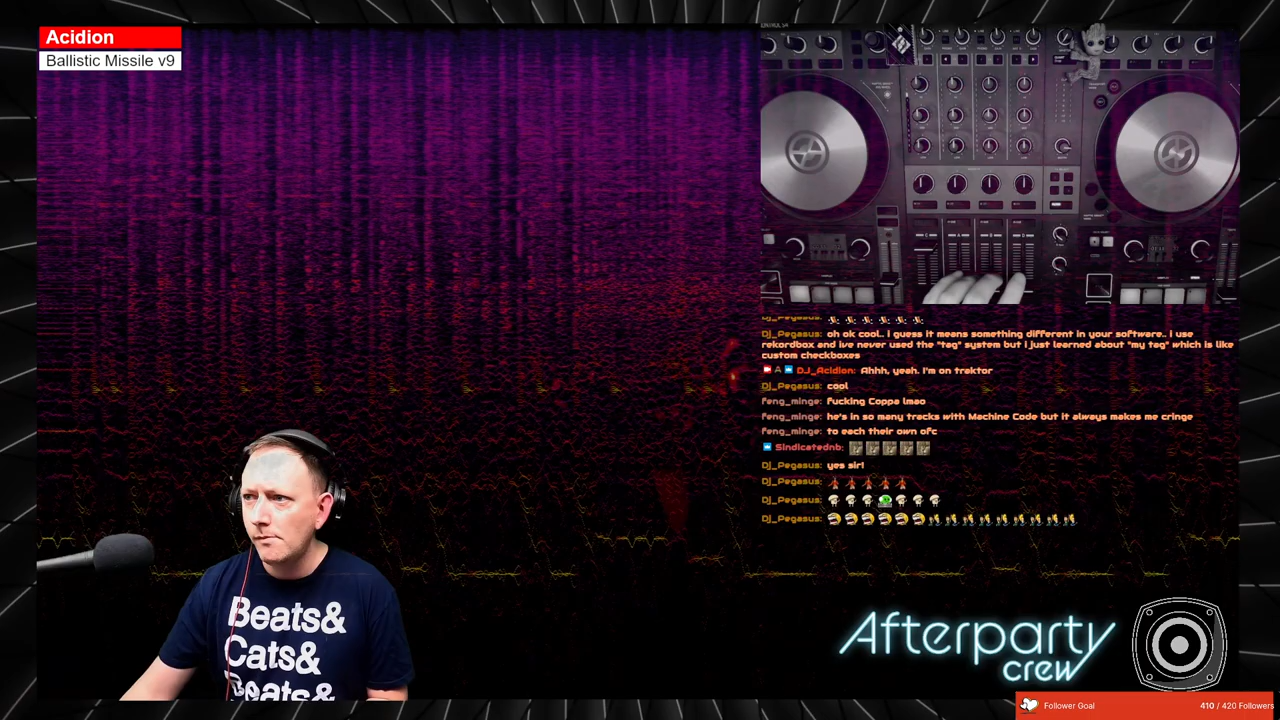 Acidion
Ballistic Missile v9
Dj_Pegasus:
Dj_Pegasus: oh ok cool.. i guess it means something different in your software.. i use
rekordbox and ive never used the "tag" system but i just learned about "my tag" which is like
custom checkboxes
DJ_Acidion: Ahhh, yeah. I'm on traktor
Dj_Pegasus: cool
feng_minge: fucking Coppa lmao
feng_minge: he's in so many tracks with Machine Code but it always makes me cringe
feng_minge: to each their own ofc
Sindicatednb:
Dj_Pegasus: yes sir!
Dj_Pegasus:
Dj_Pegasus:
Dj_Pegasus:
Beats&
Cats&
Beats&
Afterparty
crew
Follower Goal
410 / 420 Followers